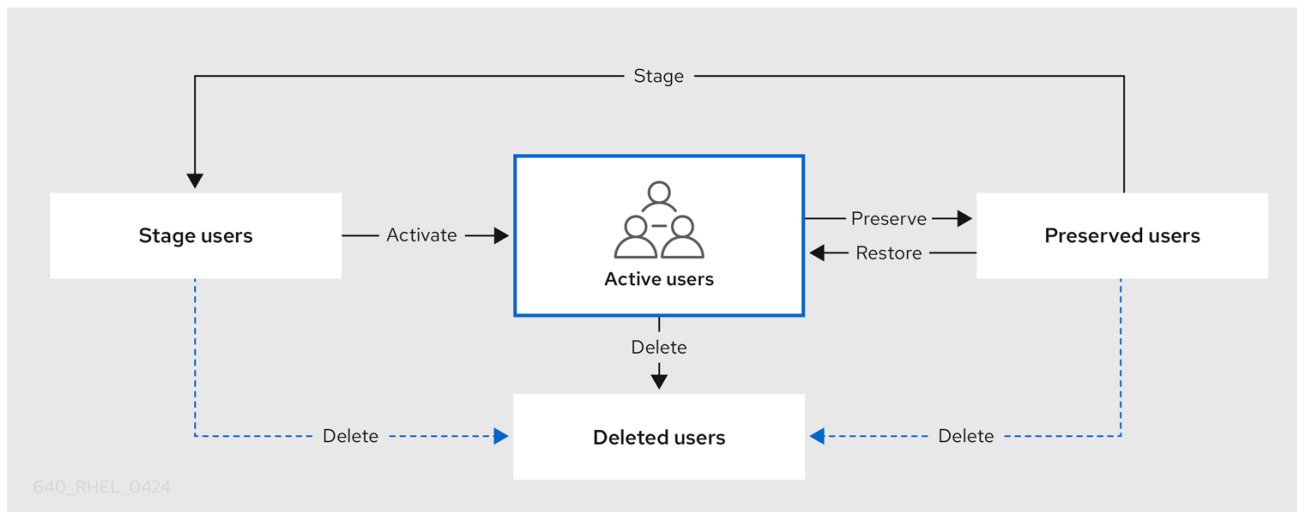 Stage
Stage users
Activate
Active users
Preserve
Restore
Preserved users
Delete
Delete
Deleted users
Delete
640_RHEL_0424